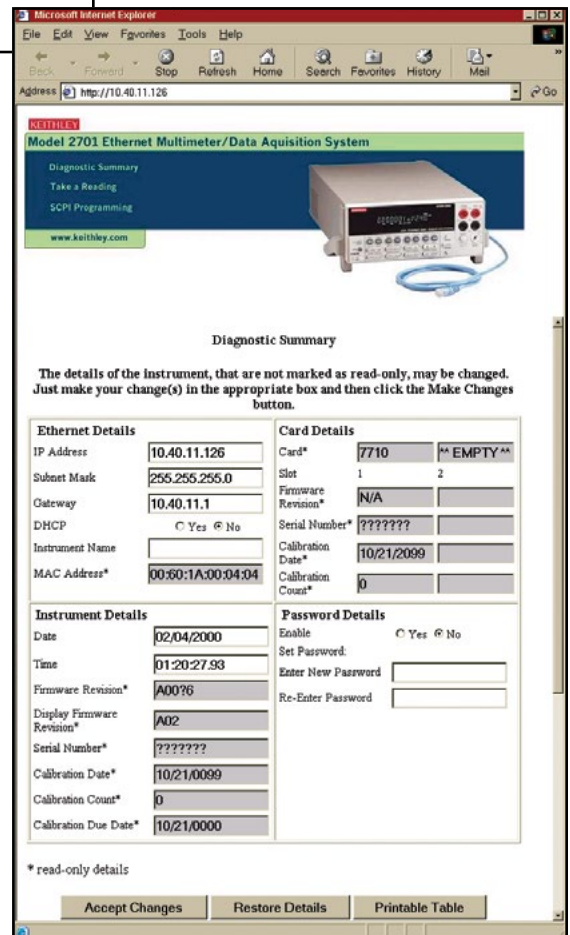 Microsoft Internet Explorer
File Edit View Favorites Tools Help
Back Forward Stop Refresh Home Search Favorites History Mail
Address http://10.40.11.126 Go
KEITHLEY
Model 2701 Ethernet Multimeter/Data Aquisition System
Diagnostic Summary
Take a Reading
SCPI Programming
www.keithley.com
Diagnostic Summary
The details of the instrument, that are not marked as read-only, may be changed.
Just make your change(s) in the appropriate box and then click the Make Changes
button.
Ethernet Details
IP Address 10.40.11.126
Subnet Mask 255.255.255.0
Gateway 10.40.11.1
DHCP Yes No
Instrument Name
MAC Address* 00:60:1A:00:04:04
Card Details
Card* 7710 ** EMPTY **
Slot 1 2
Firmware
Revision* N/A
Serial Number* ???????
Calibration
Date* 10/21/2099
Calibration
Count* 0
Instrument Details
Date 02/04/2000
Time 01:20:27.93
Firmware Revision* A00?6
Display Firmware
Revision* A02
Serial Number* ???????
Calibration Date* 10/21/0099
Calibration Count* 0
Calibration Due Date* 10/21/0000
Password Details
Enable Yes No
Set Password:
Enter New Password
Re-Enter Password
* read-only details
Accept Changes Restore Details Printable Table